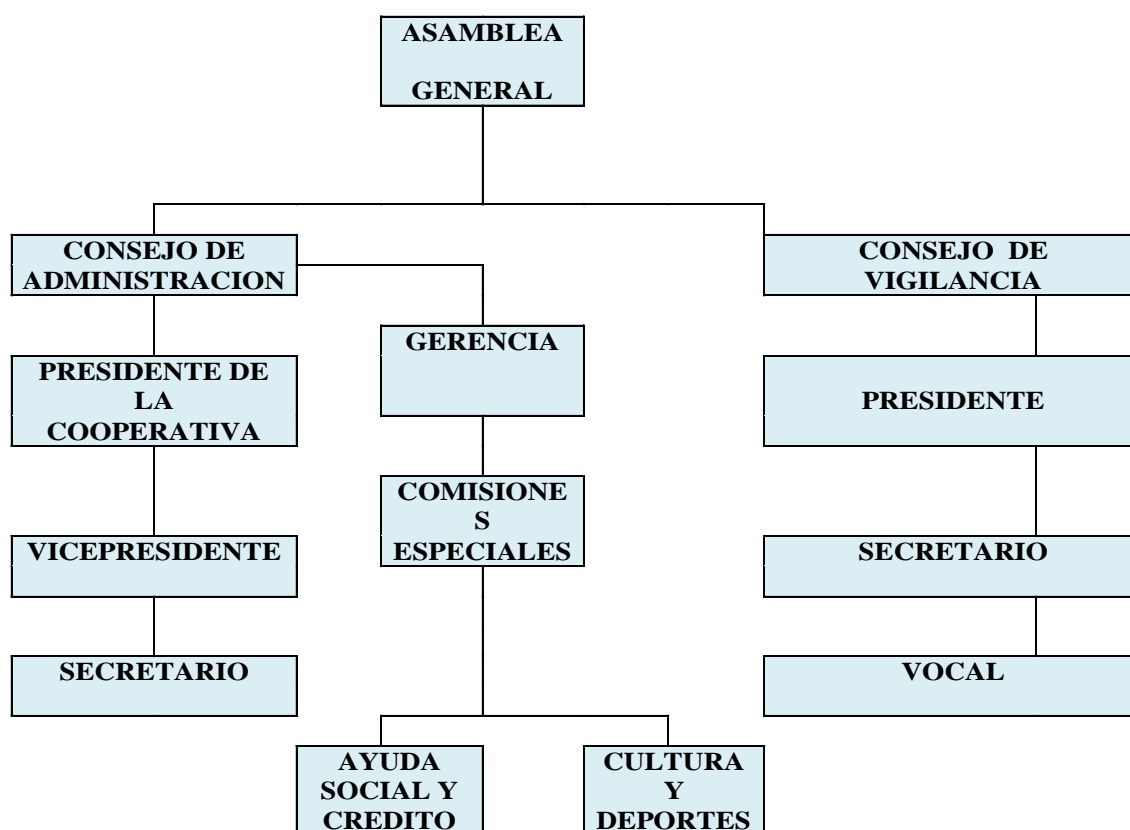 ASAMBLEA
GENERAL
CONSEJO DE
ADMINISTRACION
CONSEJO DE
VIGILANCIA
GERENCIA
PRESIDENTE DE
LA
COOPERATIVA
PRESIDENTE
COMISIONE
S
ESPECIALES
VICEPRESIDENTE
SECRETARIO
SECRETARIO
VOCAL
AYUDA
SOCIAL Y
CREDITO
CULTURA
Y
DEPORTES